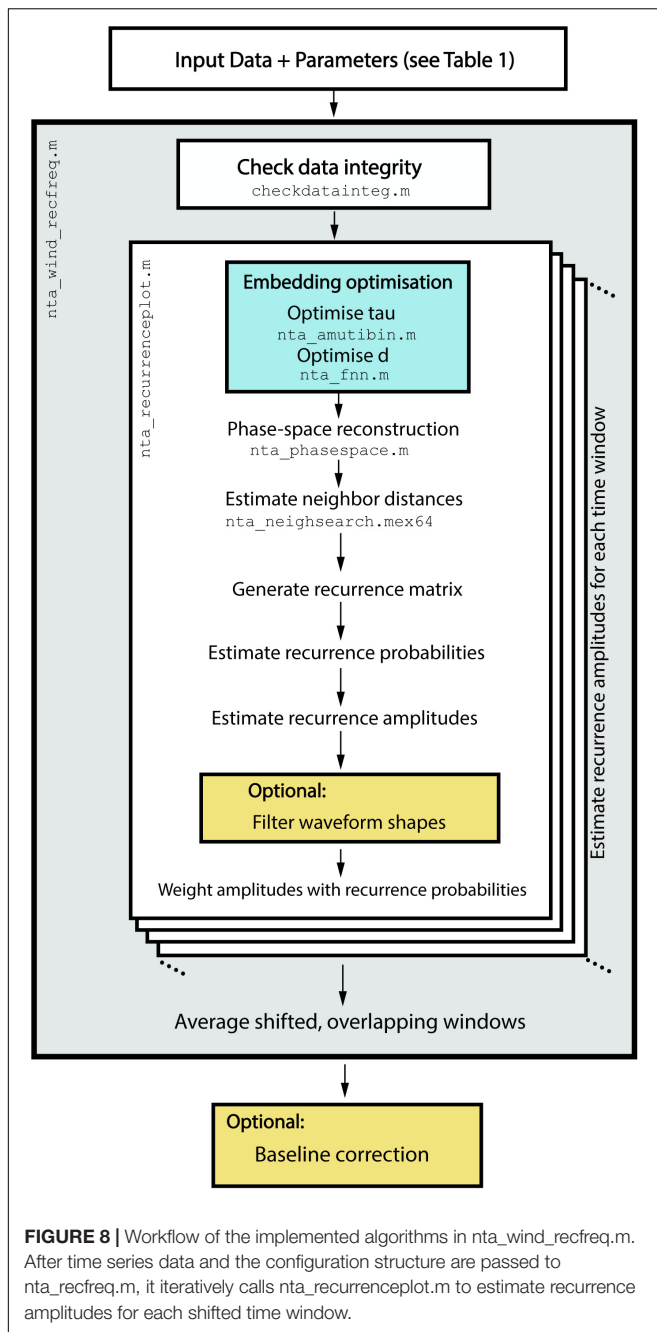 Input Data + Parameters (see Table 1)
nta_wind_recfreq.m
Check data integrity
checkdatainteg.m
nta_recurrenceplot.m
Embedding optimisation
Optimise tau
nta_amutibin.m
Optimise d
nta_fnn.m
Phase-space reconstruction
nta_phasespace.m
Estimate neighbor distances
nta_neighsearch.mex64
Generate recurrence matrix
Estimate recurrence probabilities
Estimate recurrence amplitudes
Optional:
Filter waveform shapes
Weight amplitudes with recurrence probabilities
Estimate recurrence amplitudes for each time window
Average shifted, overlapping windows
Optional:
Baseline correction
FIGURE 8 | Workflow of the implemented algorithms in nta_wind_recfreq.m.
After time series data and the configuration structure are passed to
nta_recfreq.m, it iteratively calls nta_recurrenceplot.m to estimate recurrence
amplitudes for each shifted time window.